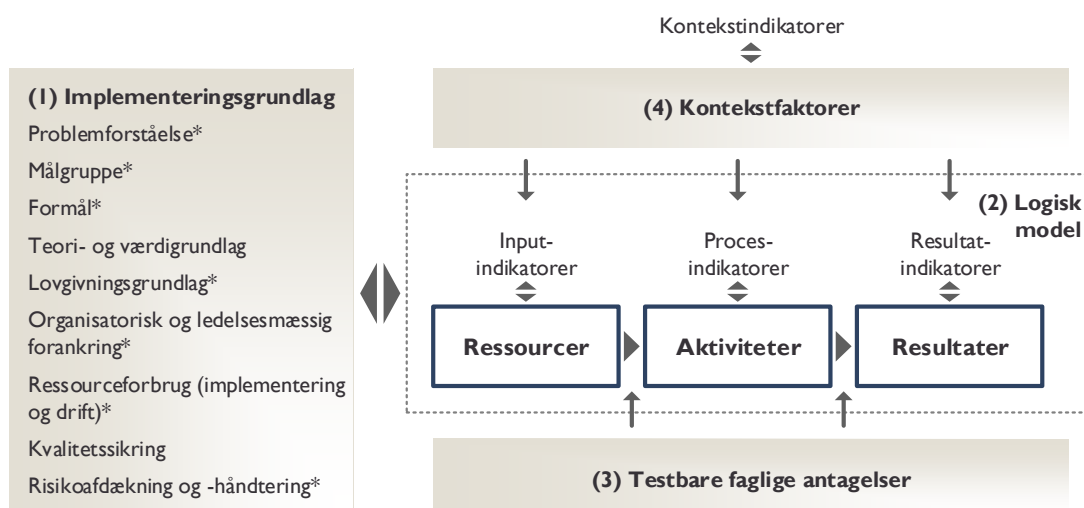 (1) Implementeringsgrundlag
Problemforståelse*
Målgruppe*
Formål*
Teori- og værdigrundlag
Lovgivningsgrundlag*
Organisatorisk og ledelsesmæssig
forankring*
Ressourceforbrug (implementering
og drift)*
Kvalitetssikring
Risikoafdækning og -håndtering*
Kontekstindikatorer
(4) Kontekstfaktorer
(2) Logisk
model
Input-
indikatorer
Proces-
indikatorer
Resultat-
indikatorer
Ressourcer
Aktiviteter
Resultater
(3) Testbare faglige antagelser